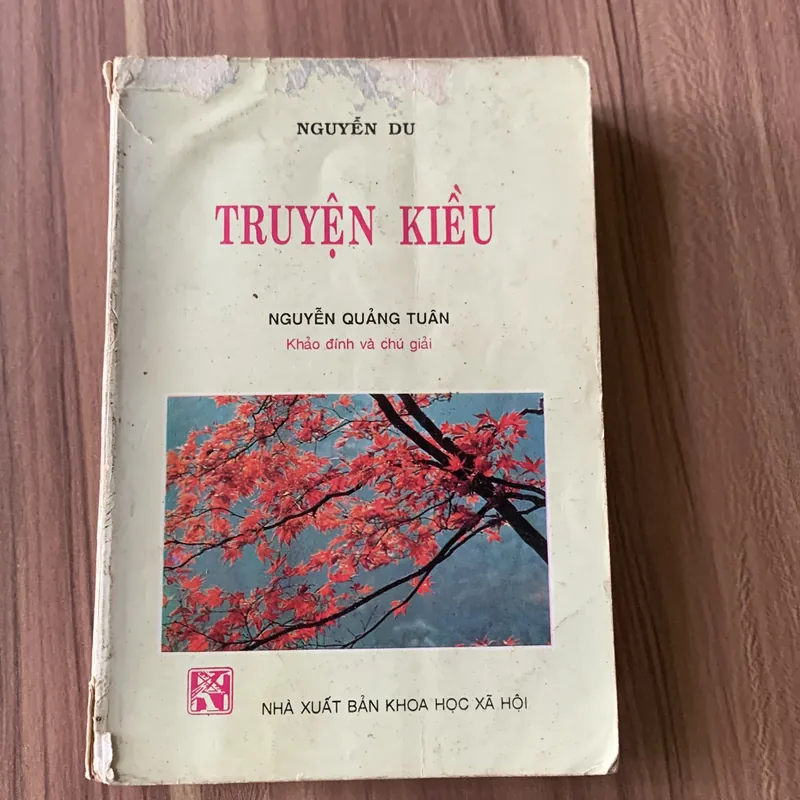 NGUYỄN DU
TRUYỆN KIỀU
NGUYỄN QUẢNG TUÂN
Khảo đính và chú giải
NHÀ XUẤT BẢN KHOA HỌC XÃ HỘI